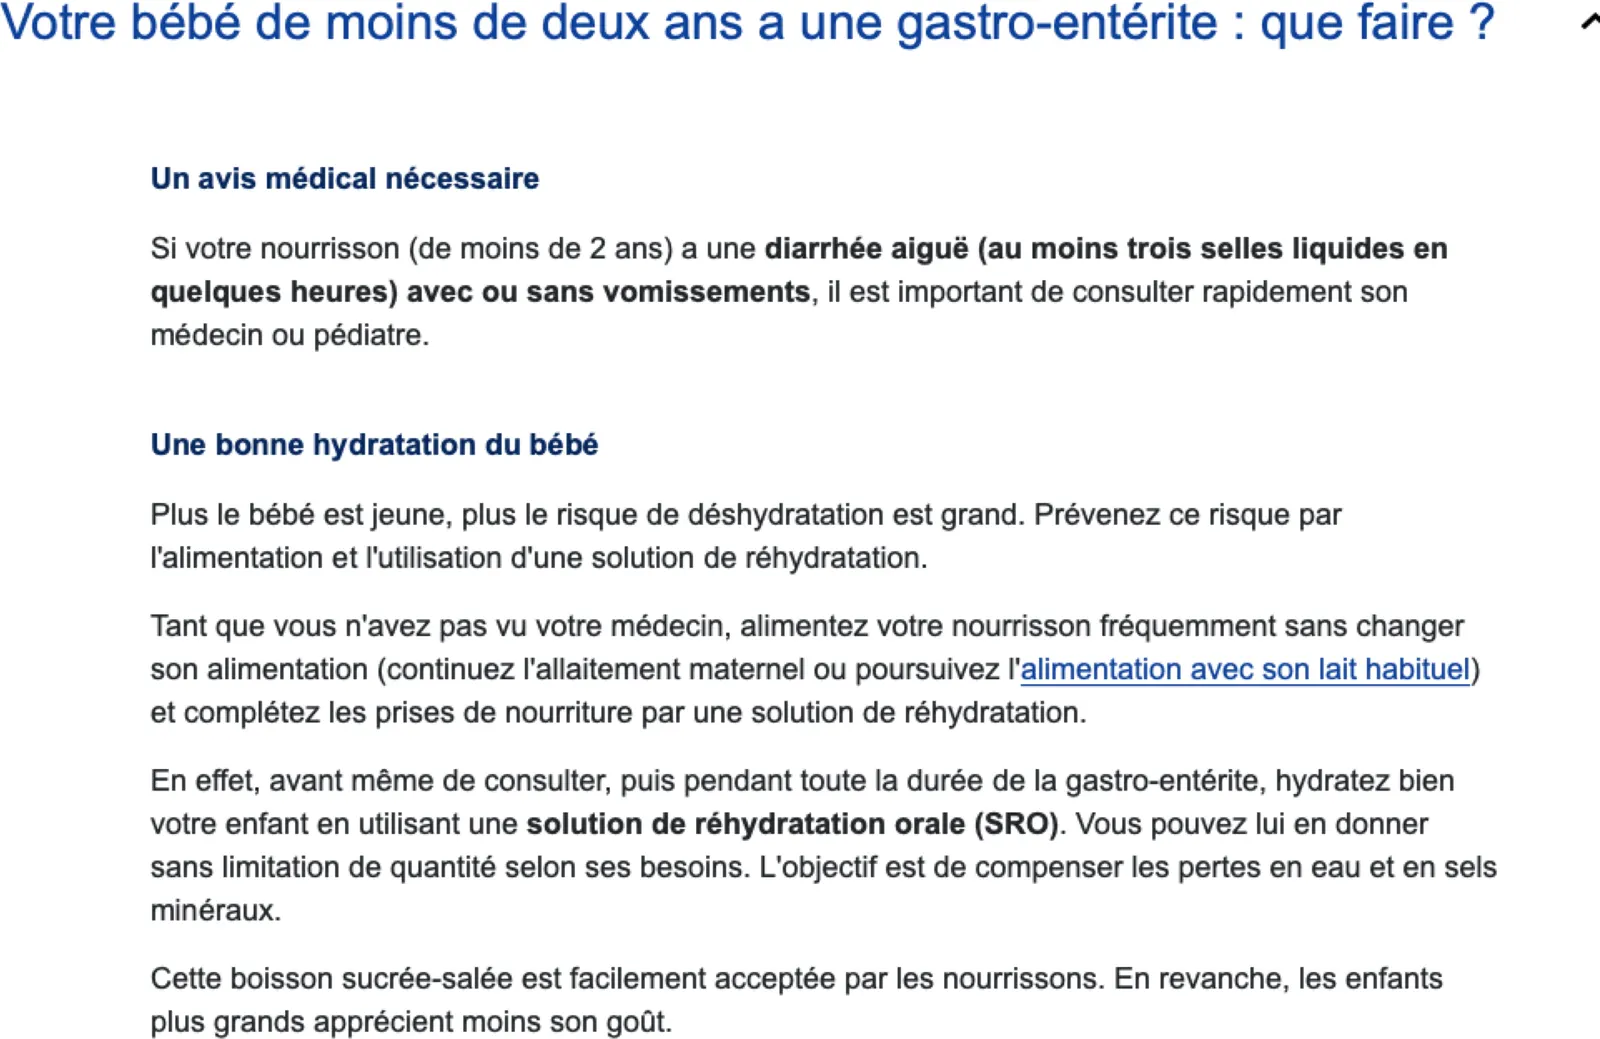 Votre bébé de moins de deux ans a une gastro-entérite : que faire ?
Un avis médical nécessaire
Si votre nourrisson (de moins de 2 ans) a une diarrhée aiguë (au moins trois selles liquides en
quelques heures) avec ou sans vomissements, il est important de consulter rapidement son
médecin ou pédiatre.
Une bonne hydratation du bébé
Plus le bébé est jeune, plus le risque de déshydratation est grand. Prévenez ce risque par
l'alimentation et l'utilisation d'une solution de réhydratation.
Tant que vous n'avez pas vu votre médecin, alimentez votre nourrisson fréquemment sans changer
son alimentation (continuez l'allaitement maternel ou poursuivez l'alimentation avec son lait habituel)
et complétez les prises de nourriture par une solution de réhydratation.
En effet, avant même de consulter, puis pendant toute la durée de la gastro-entérite, hydratez bien
votre enfant en utilisant une solution de réhydratation orale (SRO). Vous pouvez lui en donner
sans limitation de quantité selon ses besoins. L'objectif est de compenser les pertes en eau et en sels
minéraux.
Cette boisson sucrée-salée est facilement acceptée par les nourrissons. En revanche, les enfants
plus grands apprécient moins son goût.